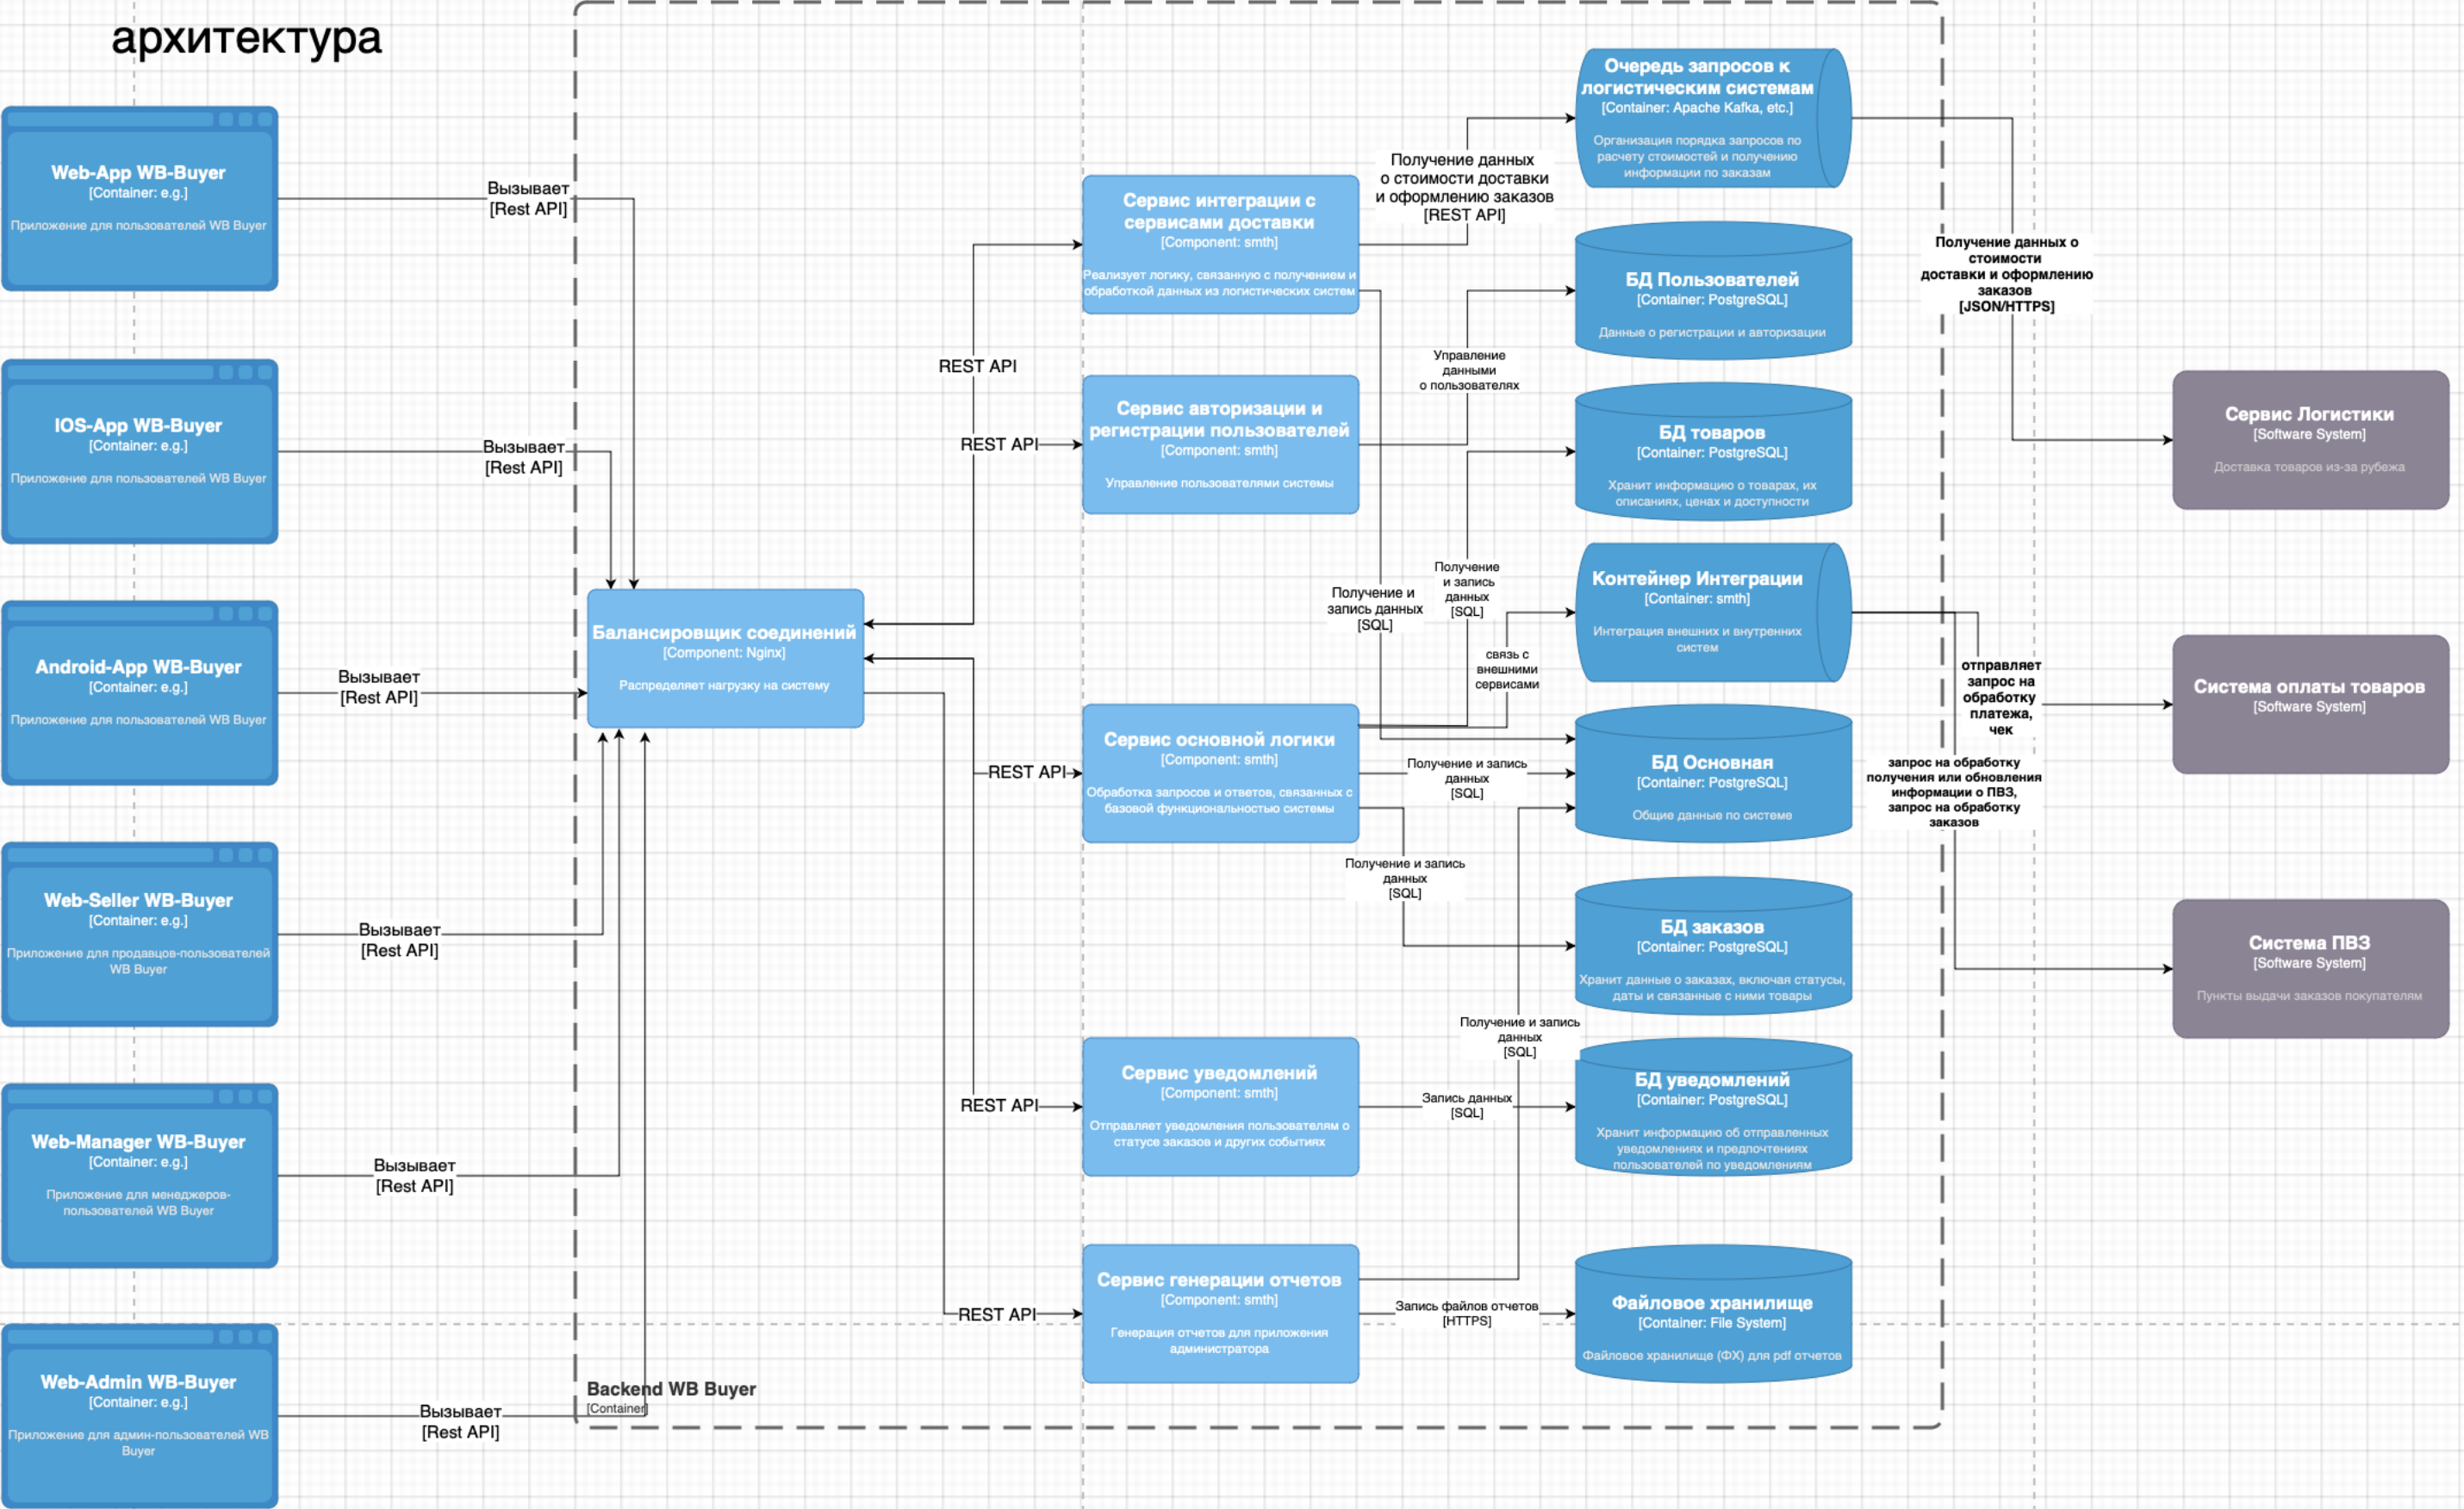 архитектура
Web-App WB-Buyer
[Container: e.g.]
Приложение для пользователей WB Buyer
IOS-App WB-Buyer
[Container: e.g.]
Приложение для пользователей WB Buyer
Android-App WB-Buyer
[Container: e.g.]
Приложение для пользователей WB Buyer
Web-Seller WB-Buyer
[Container: e.g.]
Приложение для продавцов-пользователей
WB Buyer
Web-Manager WB-Buyer
[Container: e.g.]
Приложение для менеджеров-
пользователей WB Buyer
Web-Admin WB-Buyer
[Container: e.g.]
Приложение для админ-пользователей WB
Buyer
Вызывает
[Rest API]
Вызывает
[Rest API]
Вызывает
[Rest API]
Вызывает
[Rest API]
Вызывает
[Rest API]
Вызывает
[Rest API]
Балансировщик соединений
[Component: Nginx]
Распределяет нагрузку на систему
Backend WB Buyer
[Container]
REST API
REST API
REST API
REST API
REST API
Сервис интеграции с
сервисами доставки
[Component: smth]
Реализует логику, связанную с получением и
обработкой данных из логистических систем
Сервис авторизации и
регистрации пользователей
[Component: smth]
Управление пользователями системы
Сервис основной логики
[Component: smth]
Обработка запросов и ответов, связанных с
базовой функциональностью системы
Сервис уведомлений
[Component: smth]
Отправляет уведомления пользователям о
статусе заказов и других событиях
Сервис генерации отчетов
[Component: smth]
Генерация отчетов для приложения
администратора
Получение данных
о стоимости доставки
и оформлению заказов
[REST API]
Управление
данными
о пользователях
Получение и
запись данных
[SQL]
Получение
и запись
данных
[SQL]
связь с
внешними
сервисами
Получение и запись
данных
[SQL]
Получение и запись
данных
[SQL]
Получение и запись
данных
[SQL]
Запись данных
[SQL]
Запись файлов отчетов
[HTTPS]
Очередь запросов к
логистическим системам
[Container: Apache Kafka, etc.]
Организация порядка запросов по
расчету стоимостей и получению
информации по заказам
БД Пользователей
[Container: PostgreSQL]
Данные о регистрации и авторизации
БД товаров
[Container: PostgreSQL]
Хранит информацию о товарах, их
описаниях, ценах и доступности
Контейнер Интеграции
[Container: smth]
Интеграция внешних и внутренних
систем
БД Основная
[Container: PostgreSQL]
Общие данные по системе
БД заказов
[Container: PostgreSQL]
Хранит данные о заказах, включая статусы,
даты и связанные с ними товары
БД уведомлений
[Container: PostgreSQL]
Хранит информацию об отправленных
уведомлениях и предпочтениях
пользователей по уведомлениям
Файловое хранилище
[Container: File System]
Файловое хранилище (ФХ) для pdf отчетов
Получение данных о
стоимости
доставки и оформлению
заказов
[JSON/HTTPS]
отправляет
запрос на
обработку
платежа,
чек
запрос на обработку
получения или обновления
информации о ПВЗ,
запрос на обработку
заказов
Сервис Логистики
[Software System]
Доставка товаров из-за рубежа
Система оплаты товаров
[Software System]
Система ПВЗ
[Software System]
Пункты выдачи заказов покупателям